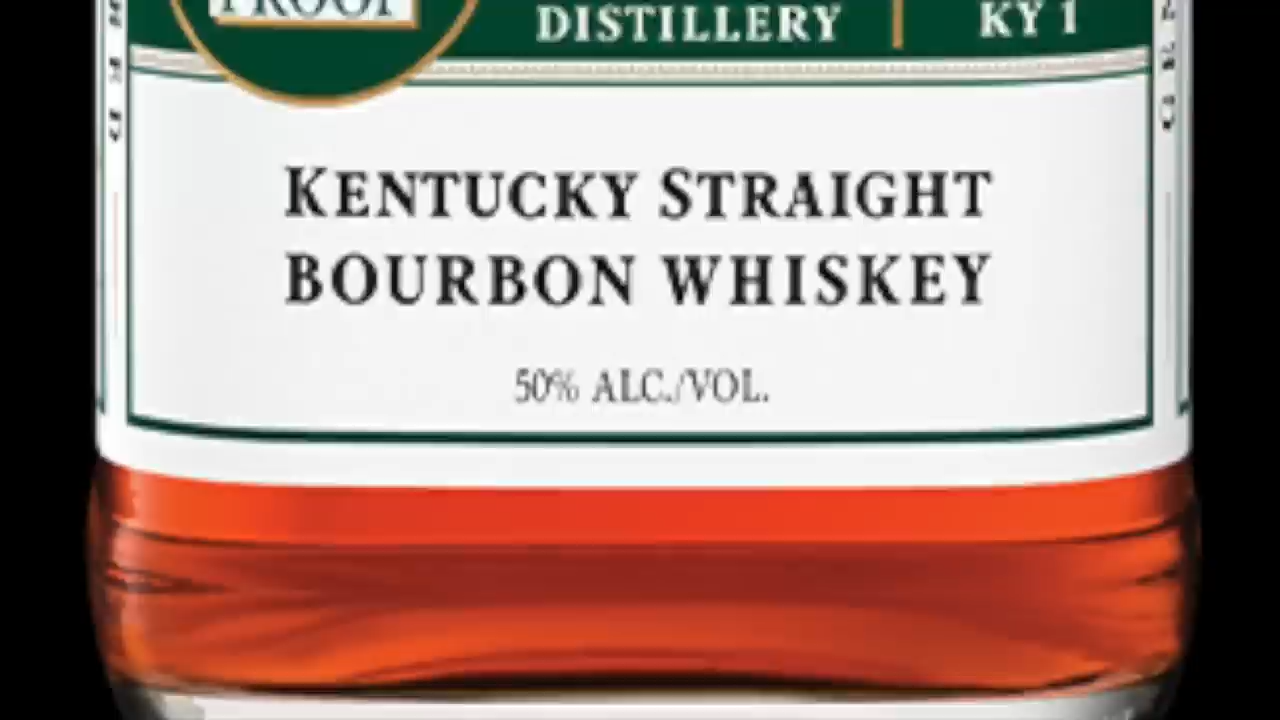 PROOF
DISTILLERY
KY 1
KENTUCKY STRAIGHT
BOURBON WHISKEY
50% ALC./VOL.